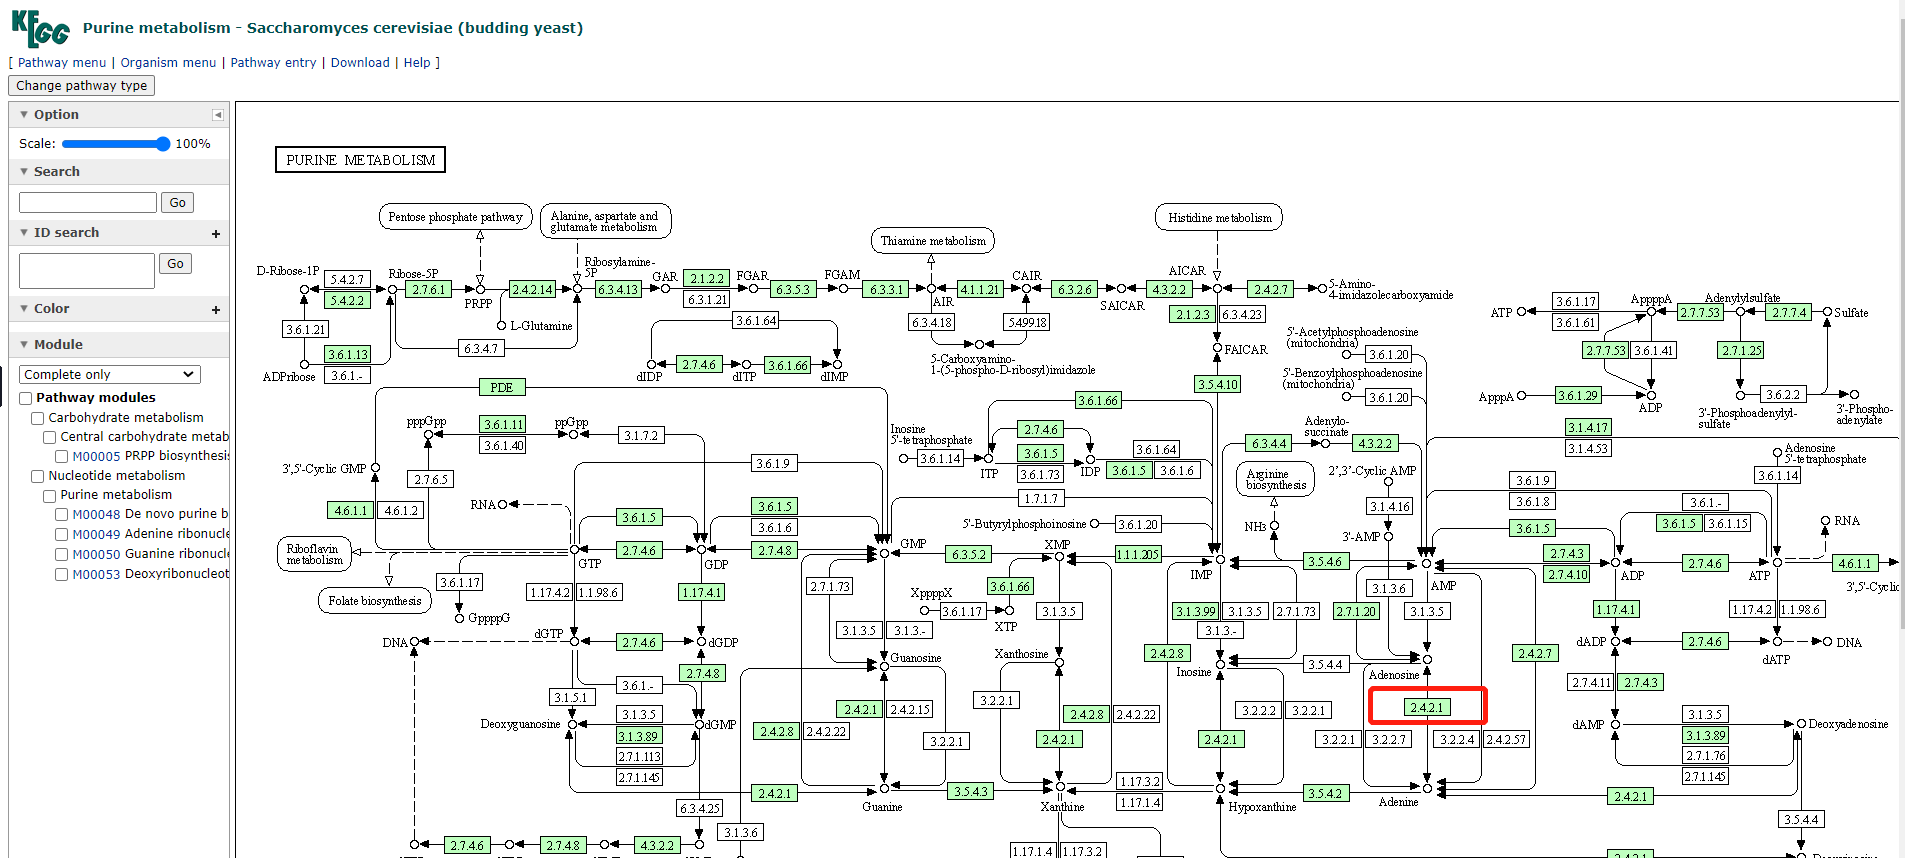 KEGG
Purine metabolism - Saccharomyces cerevisiae (budding yeast)
[ Pathway menu | Organism menu | Pathway entry | Download | Help ]
Change pathway type
Option
Scale: 100%
Search
Go
ID search +
Go
Color +
Module
Complete only
Pathway modules
Carbohydrate metabolism
Central carbohydrate metab
M00005 PRPP biosynthesis
Nucleotide metabolism
Purine metabolism
M00048 De novo purine b
M00049 Adenine ribonucle
M00050 Guanine ribonucle
M00053 Deoxyribonucleot
PURINE METABOLISM
Pentose phosphate pathway
Alanine, aspartate and
glutamate metabolism
Thiamine metabolism
Histidine metabolism
D-Ribose-1P
5.4.2.7
5.4.2.2
Ribose-5P
2.7.6.1
PRPP
2.4.2.14
Ribosylamine-
5P
6.3.4.13
GAR
2.1.2.2
6.3.1.21
FGAR
6.3.5.3
FGAM
6.3.3.1
AIR
4.1.1.21
CAIR
6.3.2.6
SAICAR
4.3.2.2
AICAR
2.4.2.7
5-Amino-
4-imidazolecarboxyamide
3.6.1.21
L-Glutamine
6.3.4.7
3.6.1.13
3.6.1.-
ADPribose
3.6.1.64
dIDP
2.7.4.6
dITP
3.6.1.66
dIMP
6.3.4.18
5.4.99.18
5-Carboxyamino-
1-(5-phospho-D-ribosyl)imidazole
2.1.2.3
6.3.4.23
FAICAR
3.5.4.10
5'-Acetylphosphoadenosine
(mitochondria)
3.6.1.20
5'-Benzoylphosphoadenosine
(mitochondria)
3.6.1.20
ATP
3.6.1.17
3.6.1.61
AppppA
2.7.7.53
Adenylylsulfate
2.7.7.4
Sulfate
2.7.7.53
3.6.1.41
2.7.1.25
ApppA
3.6.1.29
ADP
3.6.2.2
3'-Phosphoadenylyl-
sulfate
3'-Phospho-
adenylate
PDE
pppGpp
3.6.1.11
3.6.1.40
ppGpp
3.1.7.2
3.6.1.66
Inosine
5'-tetraphosphate
3.6.1.14
2.7.4.6
3.6.1.5
3.6.1.73
ITP
IDP
3.6.1.64
3.6.1.5
3.6.1.6
6.3.4.4
Adenylo-
succinate
4.3.2.2
3.1.4.17
3.1.4.53
Adenosine
5'-tetraphosphate
3.6.1.14
3',5'-Cyclic GMP
2.7.6.5
3.6.1.9
Arginine
biosynthesis
2',3'-Cyclic AMP
3.1.4.16
3'-AMP
3.6.1.9
3.6.1.8
3.6.1.-
4.6.1.1
4.6.1.2
RNA
3.6.1.5
3.6.1.5
3.6.1.6
1.7.1.7
5'-Butyrylphosphoinosine
3.6.1.20
NH3
3.6.1.5
3.6.1.5
3.6.1.15
RNA
Riboflavin
metabolism
GTP
2.7.4.6
GDP
2.7.4.8
GMP
6.3.5.2
XMP
1.1.1.205
IMP
3.5.4.6
AMP
2.7.4.3
2.7.4.10
ADP
2.7.4.6
ATP
4.6.1.1
3',5'-Cyclic
Folate biosynthesis
3.6.1.17
GppppG
1.17.4.2
1.1.98.6
1.17.4.1
2.7.1.73
3.6.1.66
XppppX
3.6.1.17
XTP
3.1.3.5
3.1.3.99
3.1.3.5
2.7.1.73
3.1.3.-
2.7.1.20
3.1.3.6
3.1.3.5
1.17.4.1
1.17.4.2
1.1.98.6
DNA
dGTP
2.7.4.6
dGDP
3.1.3.5
3.1.3.-
2.4.2.8
2.4.2.7
dADP
2.7.4.6
dATP
DNA
Guanosine
Xanthosine
Inosine
3.5.4.4
Adenosine
2.7.4.8
3.6.1.-
3.1.5.1
2.7.4.11
2.7.4.3
Deoxyguanosine
3.1.3.5
3.1.3.89
2.7.1.113
2.7.1.145
dGMP
2.4.2.8
2.4.2.22
2.4.2.1
2.4.2.15
3.2.2.1
3.2.2.1
2.4.2.8
2.4.2.22
2.4.2.1
2.4.2.1
3.2.2.2
3.2.2.1
2.4.2.1
3.2.2.1
3.2.2.7
3.2.2.4
2.4.2.57
dAMP
3.1.3.5
3.1.3.89
2.7.1.76
2.7.1.145
Deoxyadenosine
2.4.2.1
Guanine
3.5.4.3
Xanthine
1.17.3.2
1.17.1.4
Hypoxanthine
3.5.4.2
Adenine
2.4.2.1
6.3.4.25
3.1.3.6
3.5.4.4
2.7.4.6
2.7.4.8
4.3.2.2
1.17.1.4
1.17.3.2
2.4.2.1